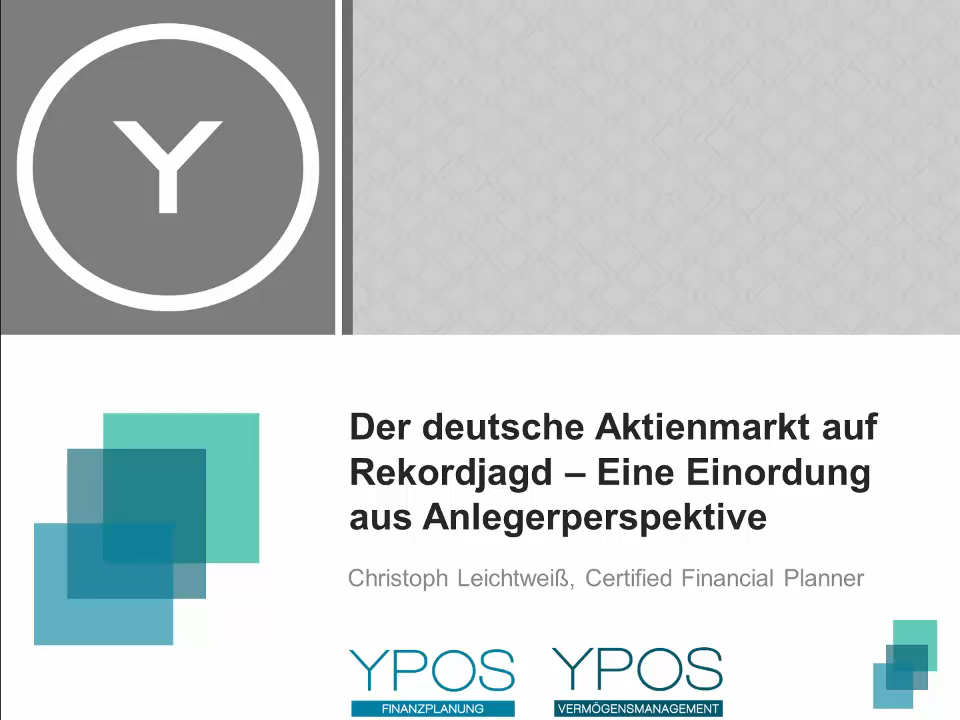 Y
Der deutsche Aktienmarkt auf
Rekordjagd – Eine Einordung
aus Anlegerperspektive
Christoph Leichtweiß, Certified Financial Planner
YPOS
FINANZPLANUNG
YPOS
VERMÖGENSMANAGEMENT